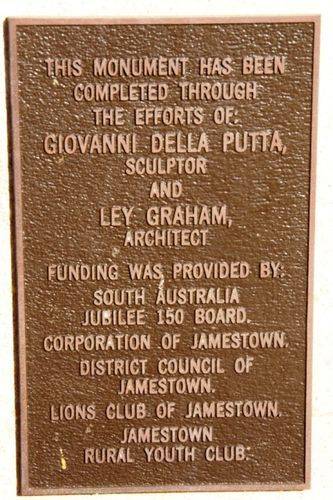 THIS MONUMENT HAS BEEN
COMPLETED THROUGH
THE EFFORTS OF:
GIOVANNI DELLA PUTTA,
SCULPTOR
AND
LEY GRAHAM,
ARCHITECT
FUNDING WAS PROVIDED BY:
SOUTH AUSTRALIA
JUBILEE 150 BOARD.
CORPORATION OF JAMESTOWN.
DISTRICT COUNCIL OF
JAMESTOWN.
LIONS CLUB OF JAMESTOWN.
JAMESTOWN
RURAL YOUTH CLUB.